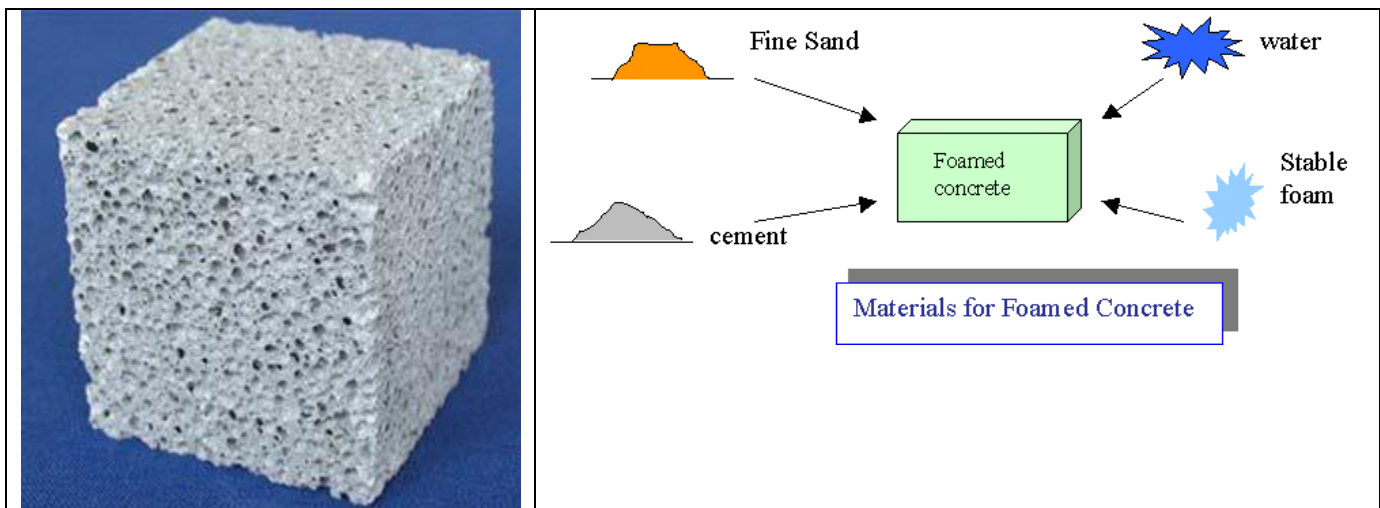 Fine Sand
water
Foamed
concrete
Stable
foam
cement
Materials for Foamed Concrete